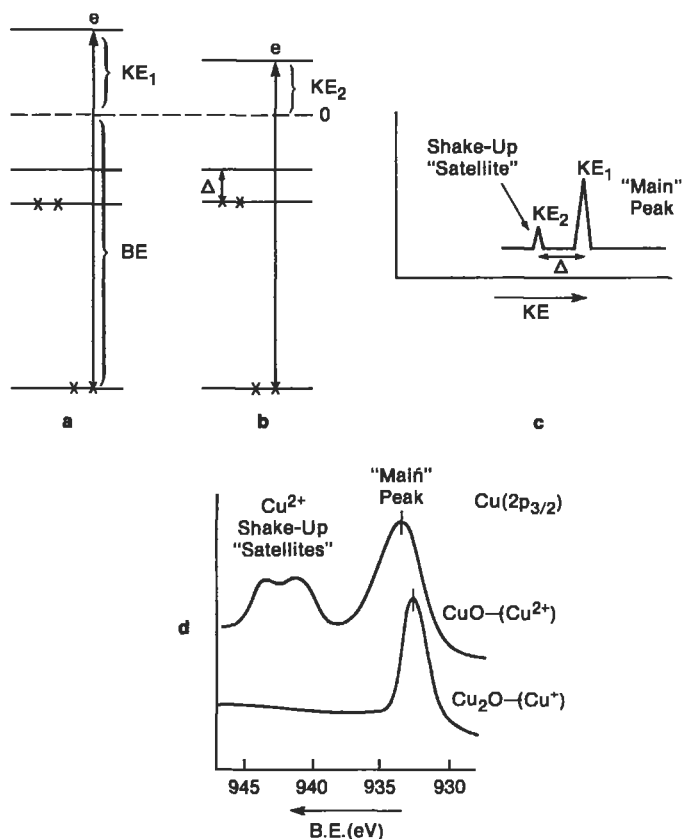 e
KE1
0
BE
a
e
KE2
Δ
b
Shake-Up
"Satellite"
KE1
"Main"
Peak
KE2
Δ
KE
c
Cu2+
Shake-Up
"Satellites"
"Main"
Peak
Cu(2p3/2)
d
CuO—(Cu2+)
Cu2O—(Cu+)
945 940 935 930
B.E.(eV)